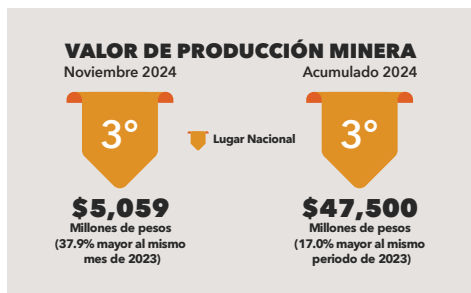 VALOR DE PRODUCCIÓN MINERA
Noviembre 2024
Acumulado 2024
3°
Lugar Nacional
3°
$5,059
Millones de pesos
(37.9% mayor al mismo
mes de 2023)
$47,500
Millones de pesos
(17.0% mayor al mismo
periodo de 2023)